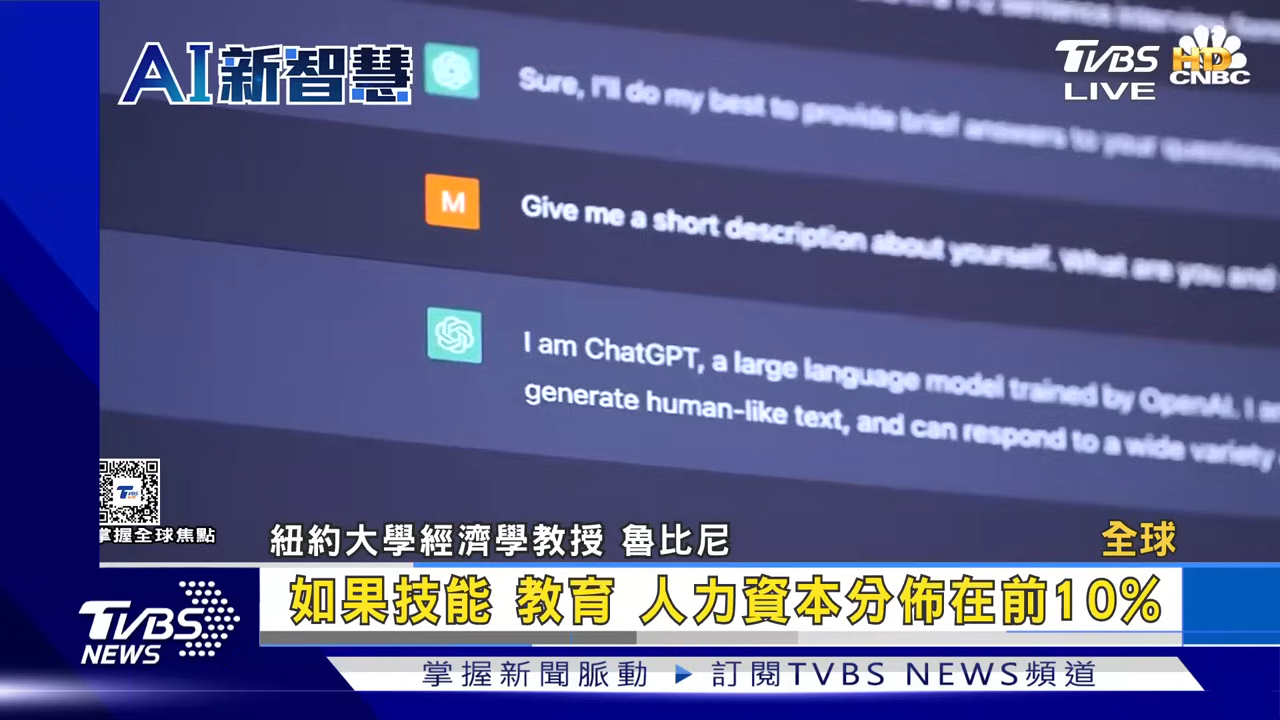 AI新智慧
TVBS
LIVE
HD
CNBC
Sure, I'll do my best to provide brief answers to your questions
M
Give me a short description about yourself. What are you and
I am ChatGPT, a large language model trained by OpenAI. I
generate human-like text, and can respond to a wide variety
TVBS
掌握全球焦點
紐約大學經濟學教授 魯比尼
全球
如果技能 教育 人力資本分佈在前10%
TVBS
NEWS
掌握新聞脈動 ▶ 訂閱TVBS NEWS頻道